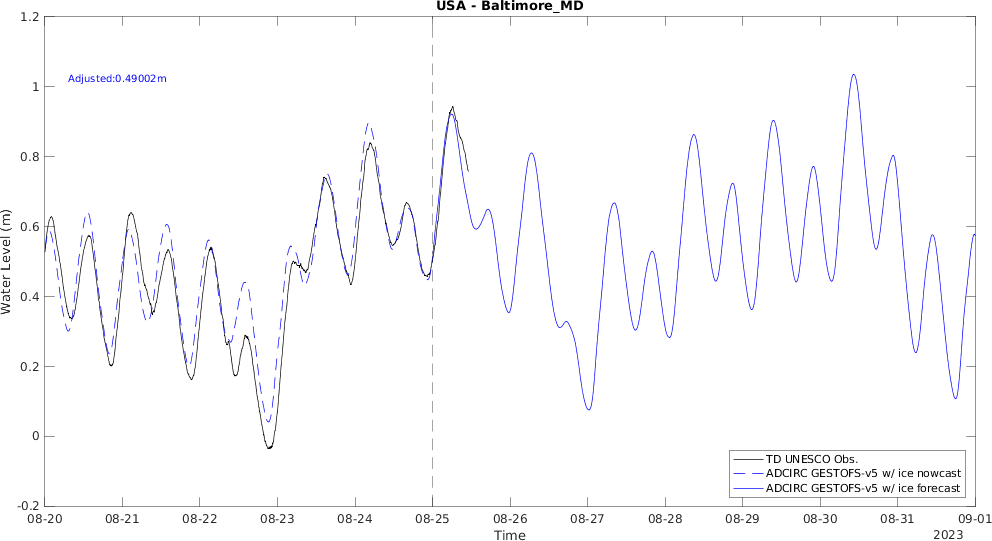 USA - Baltimore_MD
Adjusted:0.49002m
Water Level (m)
1.2
1
0.8
0.6
0.4
0.2
0
-0.2
TD UNESCO Obs.
ADCIRC GESTOFS-v5 w/ ice nowcast
ADCIRC GESTOFS-v5 w/ ice forecast
08-20 08-21 08-22 08-23 08-24 08-25 08-26 08-27 08-28 08-29 08-30 08-31 09-01
Time
2023